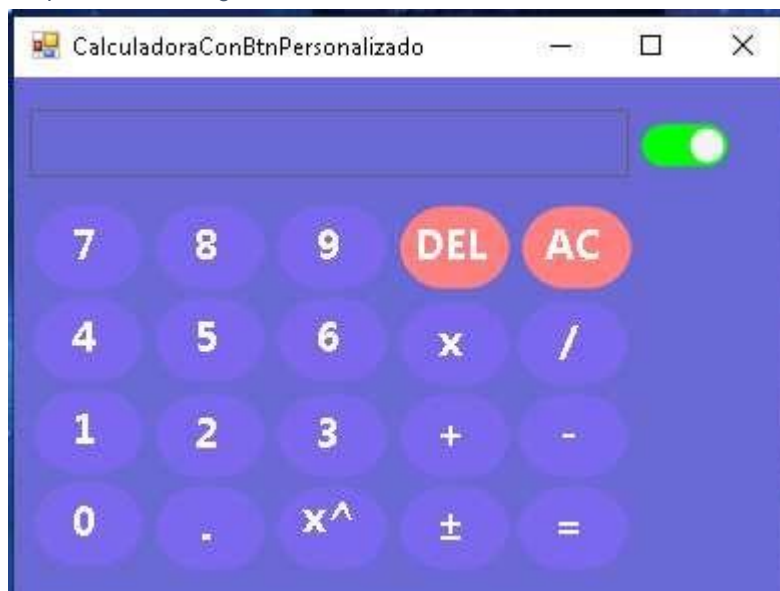 CalculadoraConBtnPersonalizado
7 8 9 DEL AC
4 5 6 x /
1 2 3 + -
0 . x^ ± =